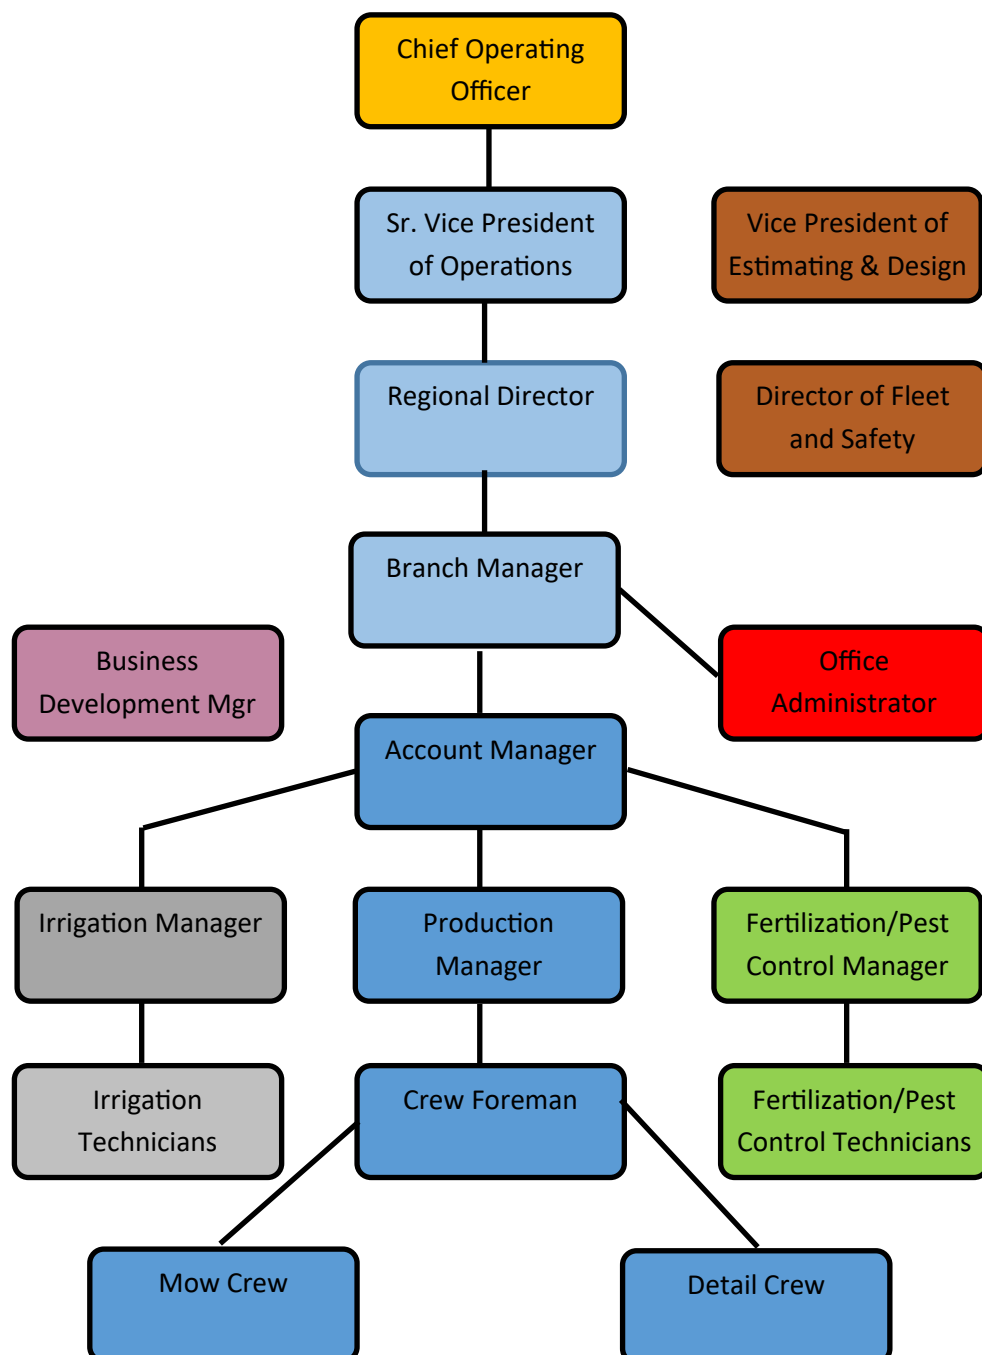 Chief Operating
Officer
Sr. Vice President
of Operations
Vice President of
Estimating & Design
Regional Director
Director of Fleet
and Safety
Branch Manager
Business
Development Mgr
Office
Administrator
Account Manager
Irrigation Manager
Production
Manager
Fertilization/Pest
Control Manager
Irrigation
Technicians
Crew Foreman
Fertilization/Pest
Control Technicians
Mow Crew
Detail Crew